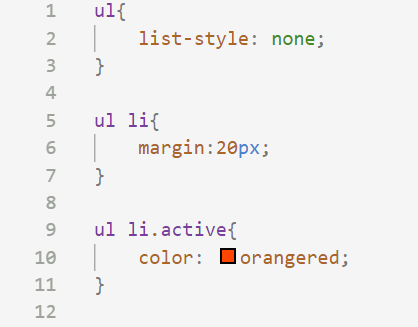 1 ul{
2 list-style: none;
3 }
4
5 ul li{
6 margin:20px;
7 }
8
9 ul li.active{
10 color: orangered;
11 }
12